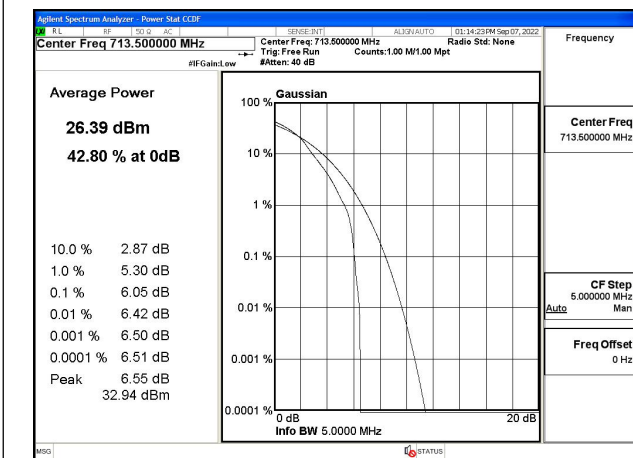 Agilent Spectrum Analyzer - Power Stat CCDF
LXI RL RF 50 Ω AC SENSE:INT ALIGN AUTO 01:14:23 PM Sep 07, 2022
Center Freq 713.500000 MHz
Center Freq: 713.500000 MHz Radio Std: None
Trig: Free Run Counts:1.00 M/1.00 Mpt
#IFGain:Low #Atten: 40 dB
Frequency
Average Power
26.39 dBm
42.80 % at 0dB
10.0 % 2.87 dB
1.0 % 5.30 dB
0.1 % 6.05 dB
0.01 % 6.42 dB
0.001 % 6.50 dB
0.0001 % 6.51 dB
Peak 6.55 dB
32.94 dBm
Gaussian
100 %
10 %
1 %
0.1 %
0.01 %
0.001 %
0.0001 %
0 dB 20 dB
Info BW 5.0000 MHz
Center Freq
713.500000 MHz
CF Step
5.000000 MHz
Auto Man
Freq Offset
0 Hz
MSG STATUS